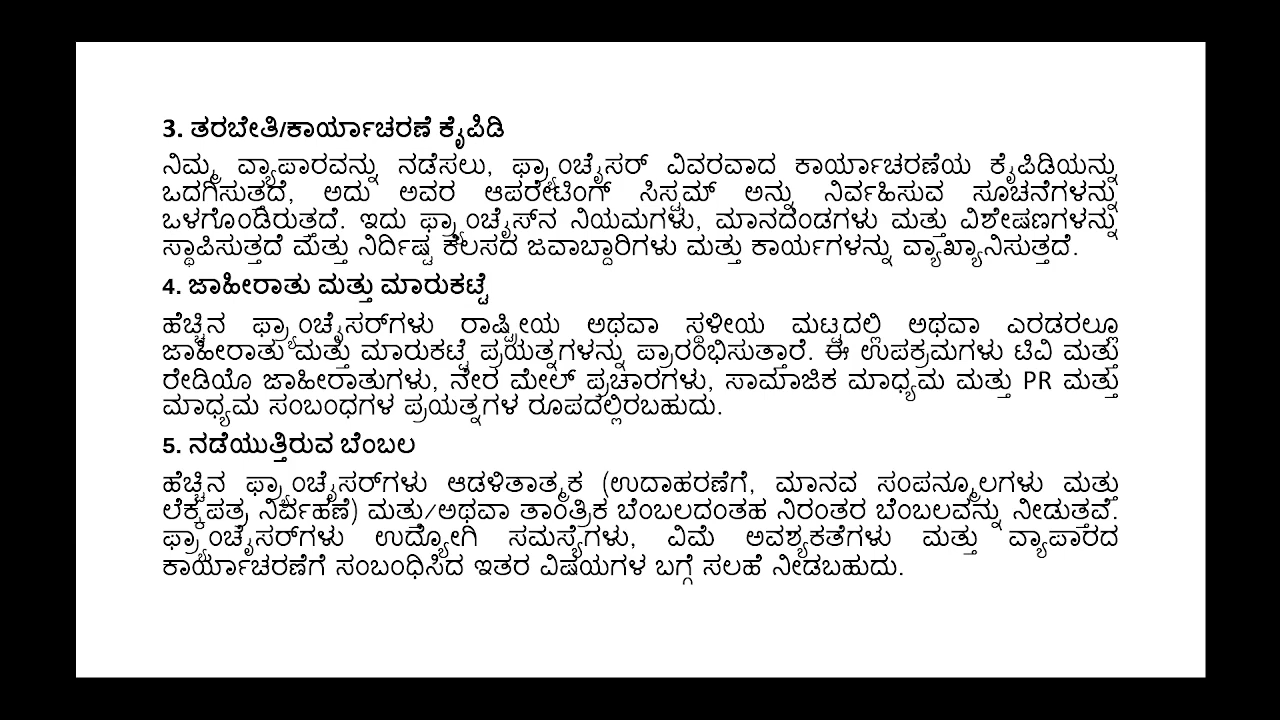 3. ತರಬೇತಿ/ಕಾರ್ಯಾಚರಣೆ ಕೈಪಿಡಿ
ನಿಮ್ಮ ವ್ಯಾಪಾರವನ್ನು ನಡೆಸಲು, ಫ್ರ್ಯಾಂಚೈಸರ್ ವಿವರವಾದ ಕಾರ್ಯಾಚರಣೆಯ ಕೈಪಿಡಿಯನ್ನು
ಒದಗಿಸುತ್ತದೆ, ಅದು ಅವರ ಆಪರೇಟಿಂಗ್ ಸಿಸ್ಟಮ್ ಅನ್ನು ನಿರ್ವಹಿಸುವ ಸೂಚನೆಗಳನ್ನು
ಒಳಗೊಂಡಿರುತ್ತದೆ. ಇದು ಫ್ರ್ಯಾಂಚೈಸ್‌ನ ನಿಯಮಗಳು, ಮಾನದಂಡಗಳು ಮತ್ತು ವಿಶೇಷಣಗಳನ್ನು
ಸ್ಥಾಪಿಸುತ್ತದೆ ಮತ್ತು ನಿರ್ದಿಷ್ಟ ಕೆಲಸದ ಜವಾಬ್ದಾರಿಗಳು ಮತ್ತು ಕಾರ್ಯಗಳನ್ನು ವ್ಯಾಖ್ಯಾನಿಸುತ್ತದೆ.
4. ಜಾಹೀರಾತು ಮತ್ತು ಮಾರುಕಟ್ಟೆ
ಹೆಚ್ಚಿನ ಫ್ರ್ಯಾಂಚೈಸರ್‌ಗಳು ರಾಷ್ಟ್ರೀಯ ಅಥವಾ ಸ್ಥಳೀಯ ಮಟ್ಟದಲ್ಲಿ ಅಥವಾ ಎರಡರಲ್ಲೂ
ಜಾಹೀರಾತು ಮತ್ತು ಮಾರುಕಟ್ಟೆ ಪ್ರಯತ್ನಗಳನ್ನು ಪ್ರಾರಂಭಿಸುತ್ತಾರೆ. ಈ ಉಪಕ್ರಮಗಳು ಟಿವಿ ಮತ್ತು
ರೇಡಿಯೊ ಜಾಹೀರಾತುಗಳು, ನೇರ ಮೇಲ್ ಪ್ರಚಾರಗಳು, ಸಾಮಾಜಿಕ ಮಾಧ್ಯಮ ಮತ್ತು PR ಮತ್ತು
ಮಾಧ್ಯಮ ಸಂಬಂಧಗಳ ಪ್ರಯತ್ನಗಳ ರೂಪದಲ್ಲಿರಬಹುದು.
5. ನಡೆಯುತ್ತಿರುವ ಬೆಂಬಲ
ಹೆಚ್ಚಿನ ಫ್ರ್ಯಾಂಚೈಸರ್‌ಗಳು ಆಡಳಿತಾತ್ಮಕ (ಉದಾಹರಣೆಗೆ, ಮಾನವ ಸಂಪನ್ಮೂಲಗಳು ಮತ್ತು
ಲೆಕ್ಕಪತ್ರ ನಿರ್ವಹಣೆ) ಮತ್ತು/ಅಥವಾ ತಾಂತ್ರಿಕ ಬೆಂಬಲದಂತಹ ನಿರಂತರ ಬೆಂಬಲವನ್ನು ನೀಡುತ್ತವೆ.
ಫ್ರ್ಯಾಂಚೈಸರ್‌ಗಳು ಉದ್ಯೋಗಿ ಸಮಸ್ಯೆಗಳು, ವಿಮೆ ಅವಶ್ಯಕತೆಗಳು ಮತ್ತು ವ್ಯಾಪಾರದ
ಕಾರ್ಯಾಚರಣೆಗೆ ಸಂಬಂಧಿಸಿದ ಇತರ ವಿಷಯಗಳ ಬಗ್ಗೆ ಸಲಹೆ ನೀಡಬಹುದು.